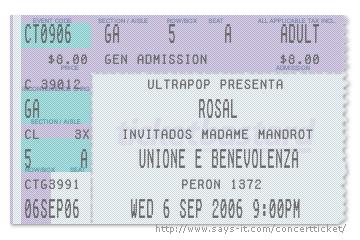 EVENT CODE SECTION / AISLE ROW/BOX SEAT ALL APPLICABLE TAX INCL.
CT0906 GA 5 A ADULT
$8.00 GEN ADMISSION $8.00
PRICE ADMISSION
C 39012 ULTRAPOP PRESENTA
GA ROSAL
SECTION / AISLE
CL 3X INVITADOS MADAME MANDROT
5 A UNIONE E BENEVOLENZA
ROW/BOX SEAT
CTG3991 PERON 1372
06SEP06 WED 6 SEP 2006 9:00PM
http://www.says-it.com/concertticket/